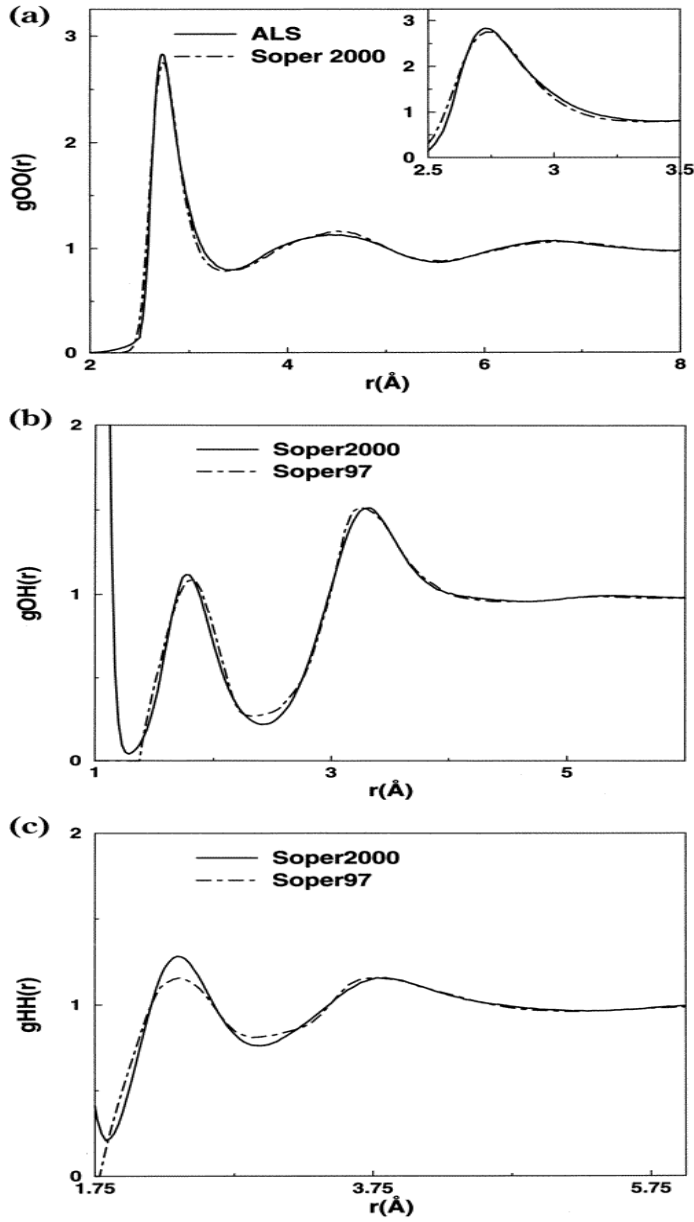 (a)
3
2
1
0
gOO(r)
ALS
Soper 2000
3
2
1
0
2.5
3
3.5
2
4
6
8
r(Å)
(b)
2
1
0
gOH(r)
Soper2000
Soper97
1
3
5
r(Å)
(c)
2
1
0
gHH(r)
Soper2000
Soper97
1.75
3.75
5.75
r(Å)